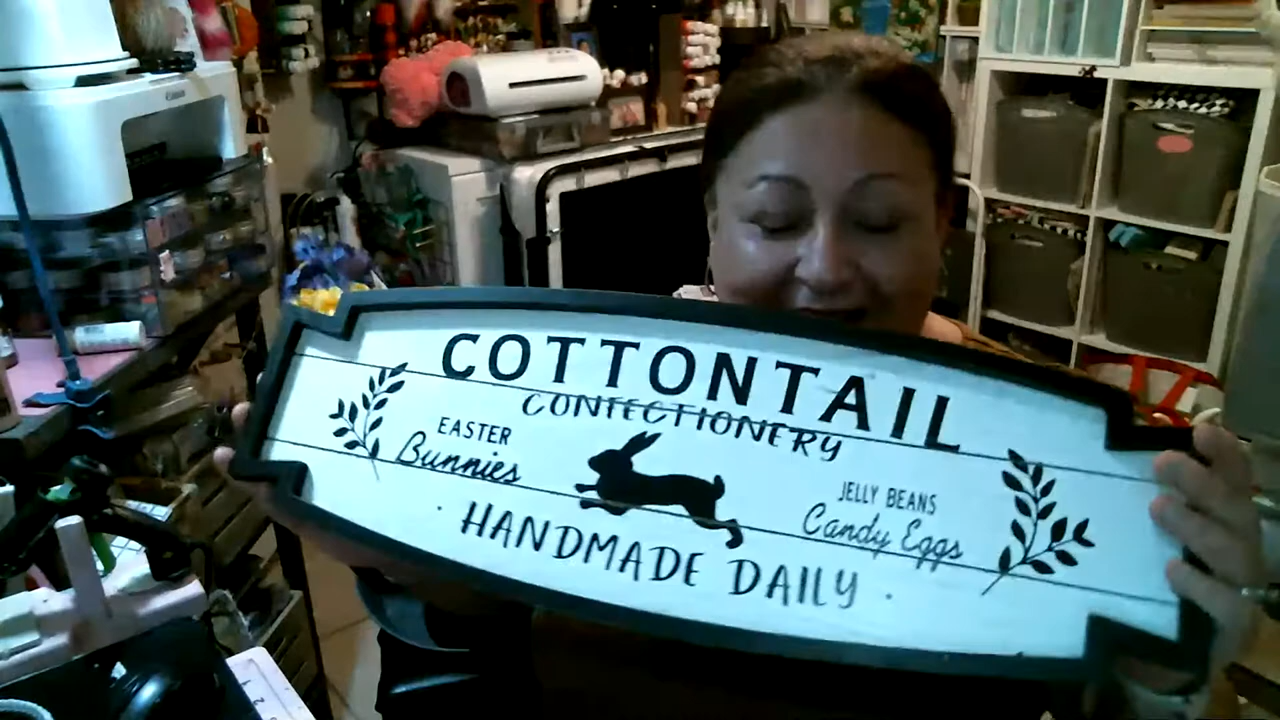 COTTONTAIL
CONFECTIONERY
EASTER
Bunnies
JELLY BEANS
Candy Eggs
· HANDMADE DAILY ·